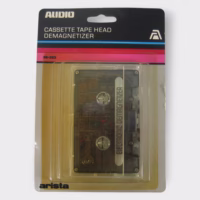 AUDIO
CASSETTE TAPE HEAD
DEMAGNETIZER
arista